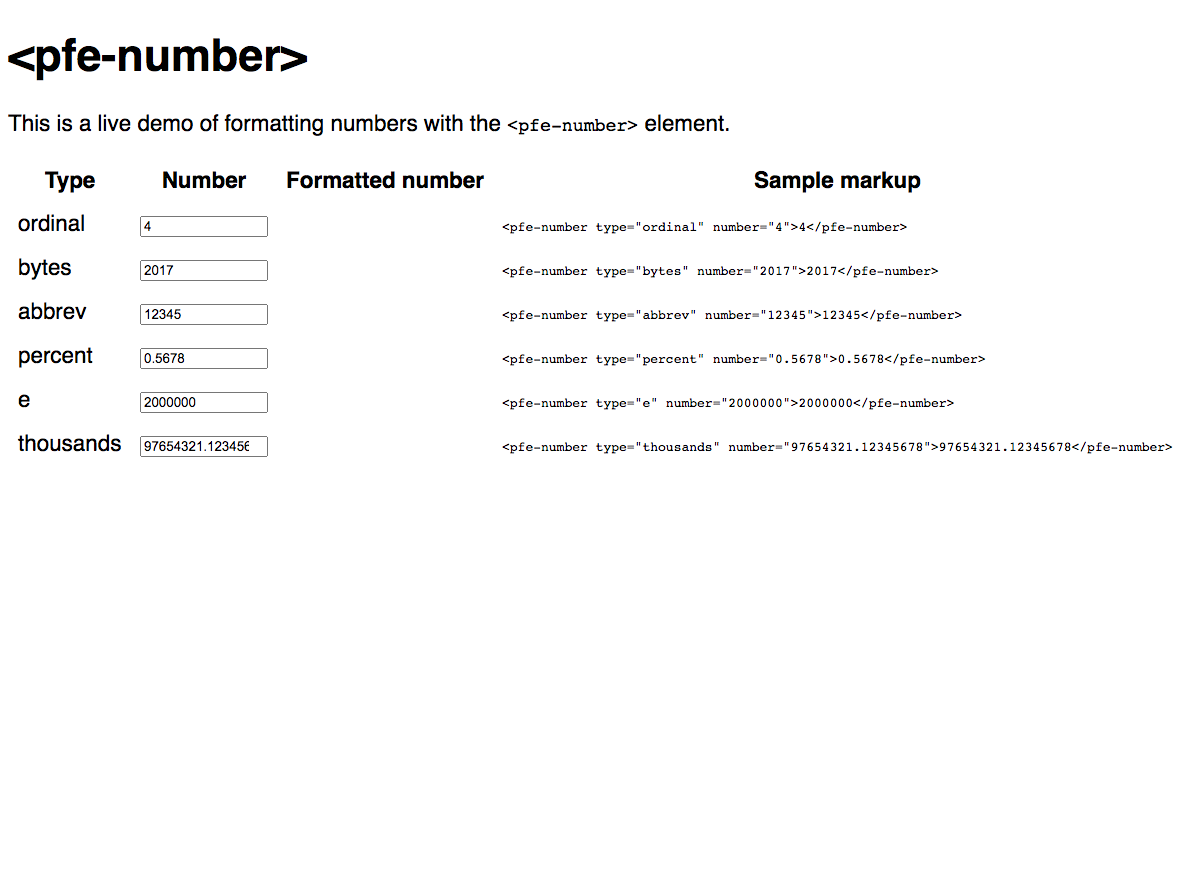 <pfe-number>
This is a live demo of formatting numbers with the <pfe-number> element.
Type Number Formatted number Sample markup
ordinal 4 <pfe-number type="ordinal" number="4">4</pfe-number>
bytes 2017 <pfe-number type="bytes" number="2017">2017</pfe-number>
abbrev 12345 <pfe-number type="abbrev" number="12345">12345</pfe-number>
percent 0.5678 <pfe-number type="percent" number="0.5678">0.5678</pfe-number>
e 2000000 <pfe-number type="e" number="2000000">2000000</pfe-number>
thousands 97654321.123456 <pfe-number type="thousands" number="97654321.12345678">97654321.12345678</pfe-number>